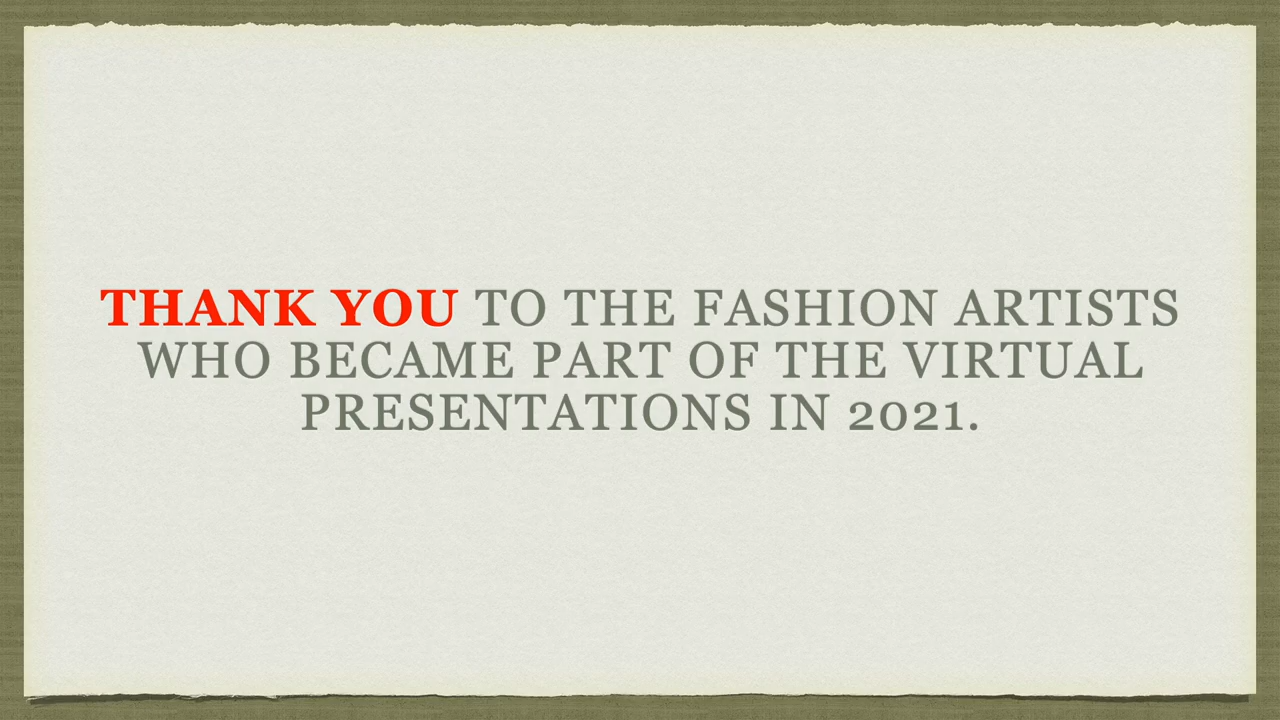 THANK YOU TO THE FASHION ARTISTS
WHO BECAME PART OF THE VIRTUAL
PRESENTATIONS IN 2021.